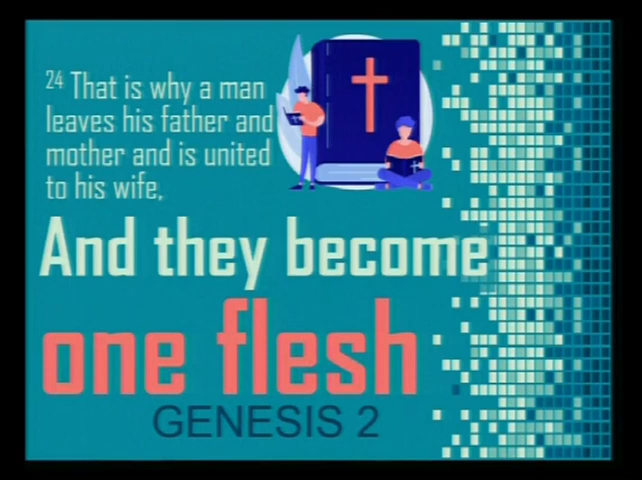 24 That is why a man
leaves his father and
mother and is united
to his wife,
And they become
one flesh
GENESIS 2